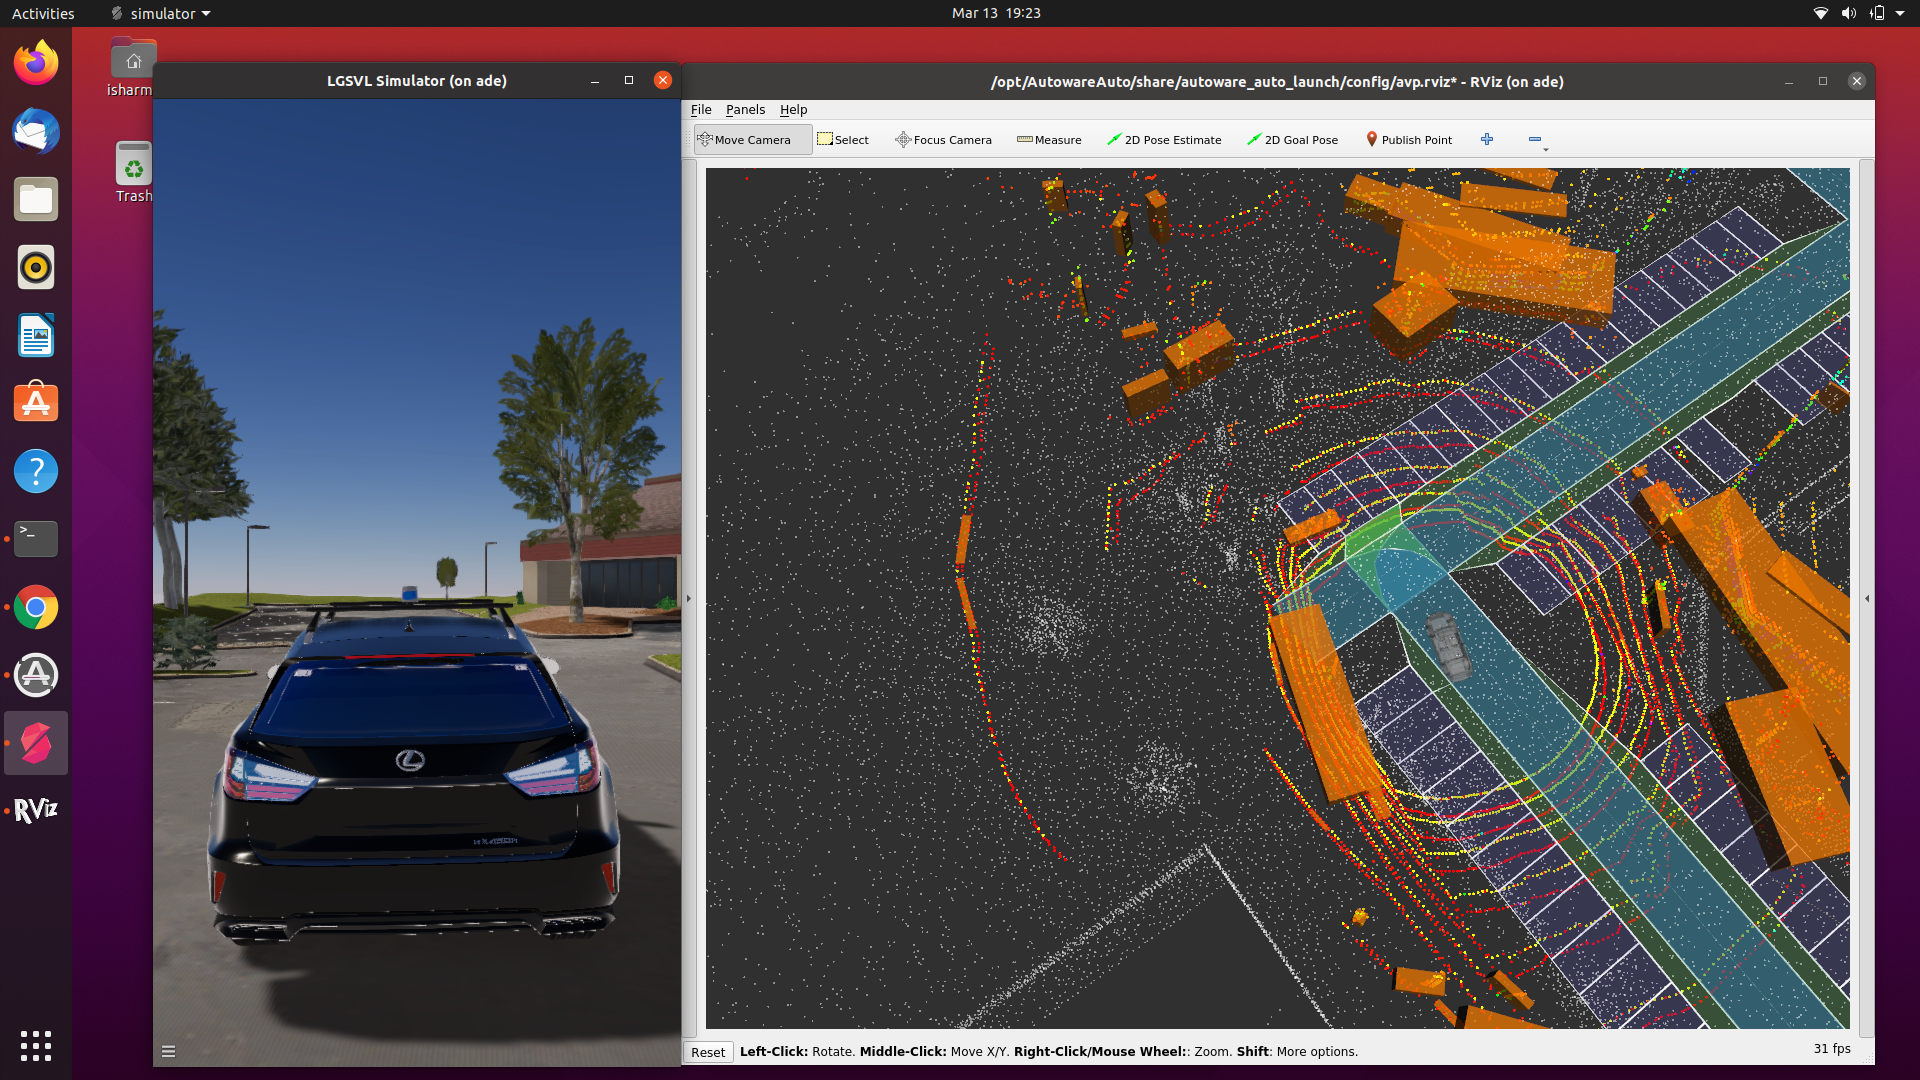 Activities
simulator
Mar 13 19:23
isharm
Trash
LGSVL Simulator (on ade)
/opt/AutowareAuto/share/autoware_auto_launch/config/avp.rviz* - RViz (on ade)
File Panels Help
Move Camera Select Focus Camera Measure 2D Pose Estimate 2D Goal Pose Publish Point
RViz
Reset Left-Click: Rotate. Middle-Click: Move X/Y. Right-Click/Mouse Wheel:: Zoom. Shift: More options.
31 fps